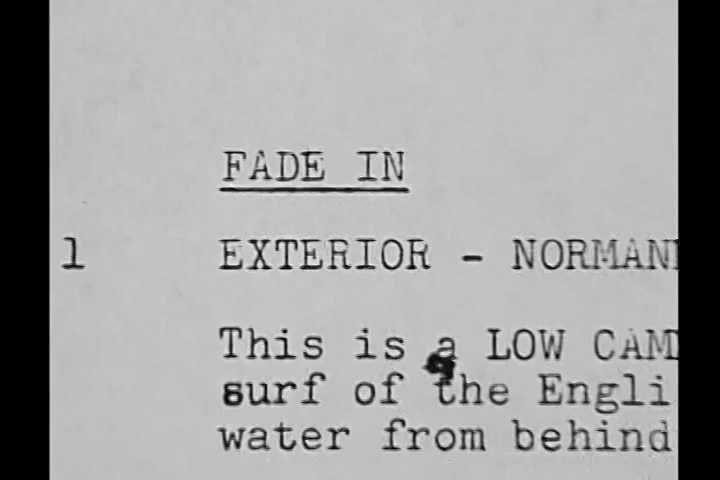 FADE IN
1 EXTERIOR - NORMAN
This is a LOW CAM
surf of the Engli
water from behind